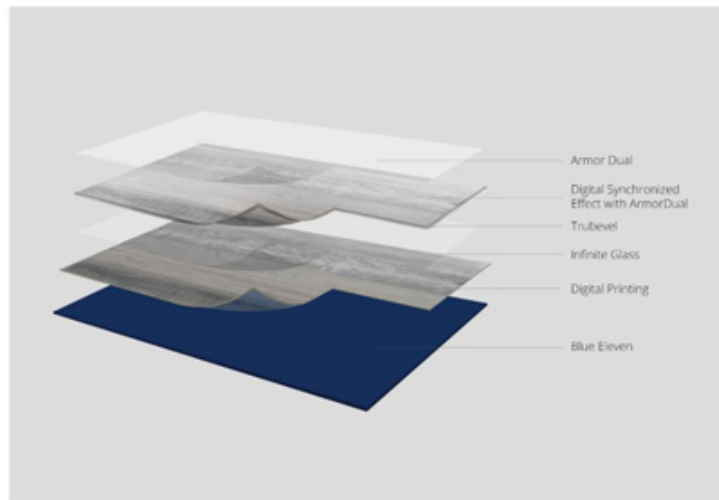 Armor Dual
Digital Synchronized
Effect with ArmorDual
Trubevel
Infinite Glass
Digital Printing
Blue Eleven